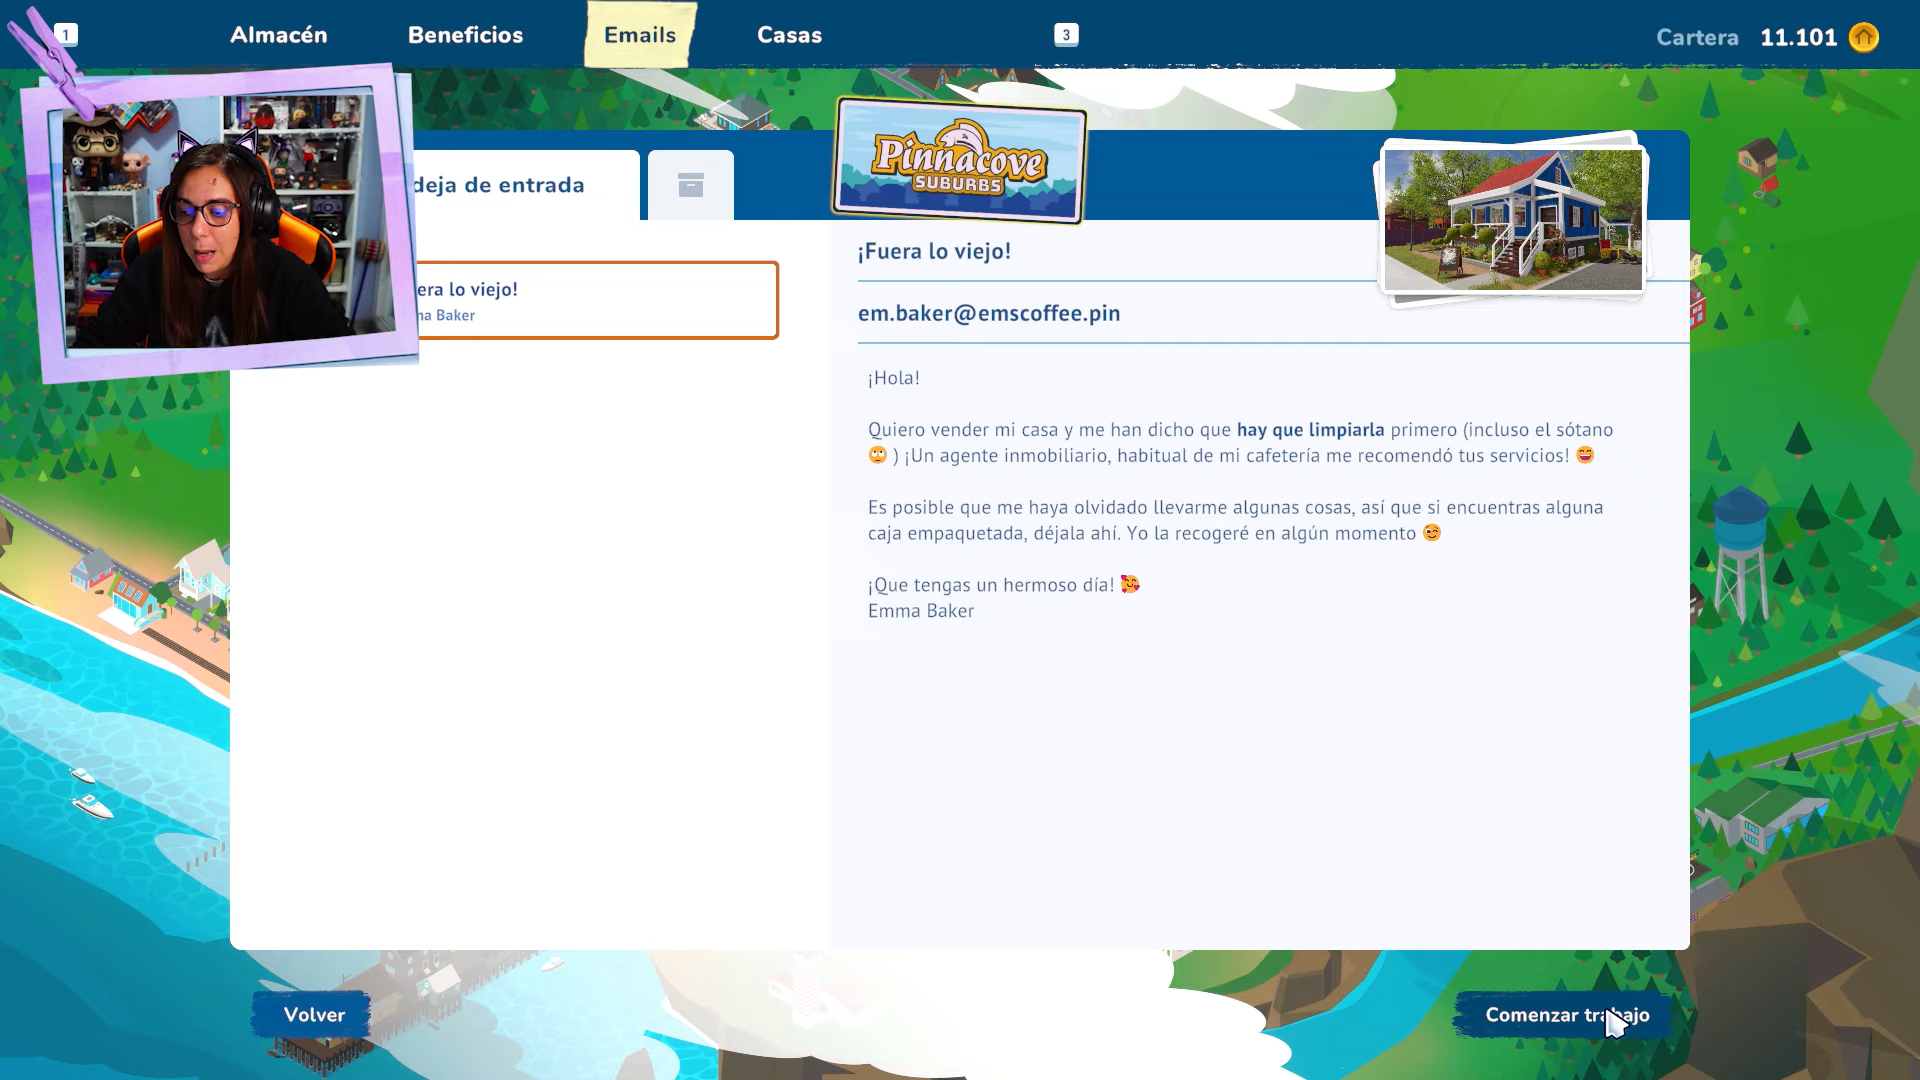 1
Almacén
Beneficios
Emails
Casas
3
Cartera 11.101
deja de entrada
Pinnacove
SUBURBS
era lo viejo!
na Baker
¡Fuera lo viejo!
em.baker@emscoffee.pin
¡Hola!
Quiero vender mi casa y me han dicho que hay que limpiarla primero (incluso el sótano
🙄 ) ¡Un agente inmobiliario, habitual de mi cafetería me recomendó tus servicios! 😄
Es posible que me haya olvidado llevarme algunas cosas, así que si encuentras alguna
caja empaquetada, déjala ahí. Yo la recogeré en algún momento 😉
¡Que tengas un hermoso día! 🥰
Emma Baker
Volver
Comenzar trabajo